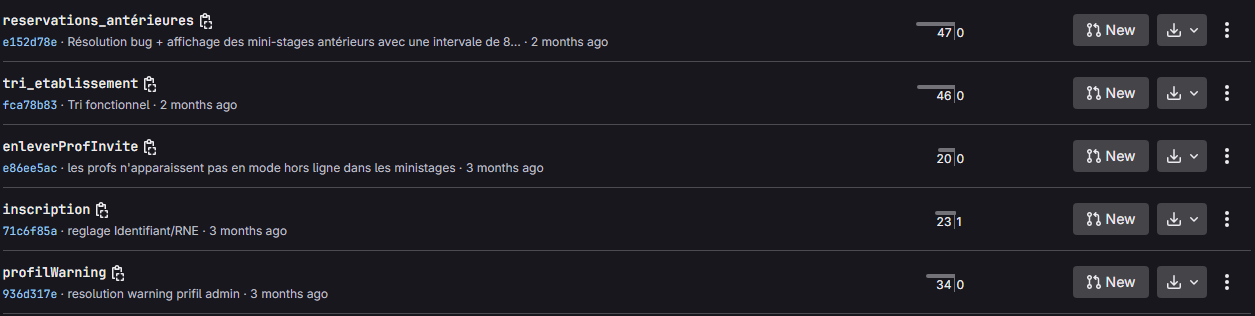 reservations_antérieures
e152d78e · Résolution bug + affichage des mini-stages antérieurs avec une intervale de 8... · 2 months ago
47 0
New
tri_etablissement
fca78b83 · Tri fonctionnel · 2 months ago
46 0
New
enleverProfInvite
e86ee5ac · les profs n'apparaissent pas en mode hors ligne dans les ministages · 3 months ago
20 0
New
inscription
71c6f85a · reglage Identifiant/RNE · 3 months ago
23 1
New
profilWarning
936d317e · resolution warning prifil admin · 3 months ago
34 0
New